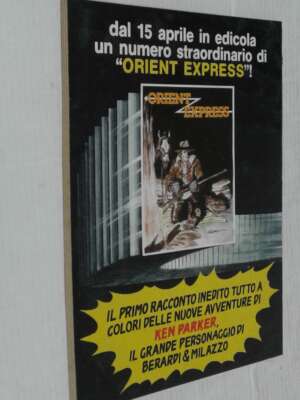 dal 15 aprile in edicola
un numero straordinario di
"ORIENT EXPRESS"!
ORIENT
EXPRESS
IL PRIMO RACCONTO INEDITO TUTTO A
COLORI DELLE NUOVE AVVENTURE DI
KEN PARKER,
IL GRANDE PERSONAGGIO DI
BERARDI & MILAZZO